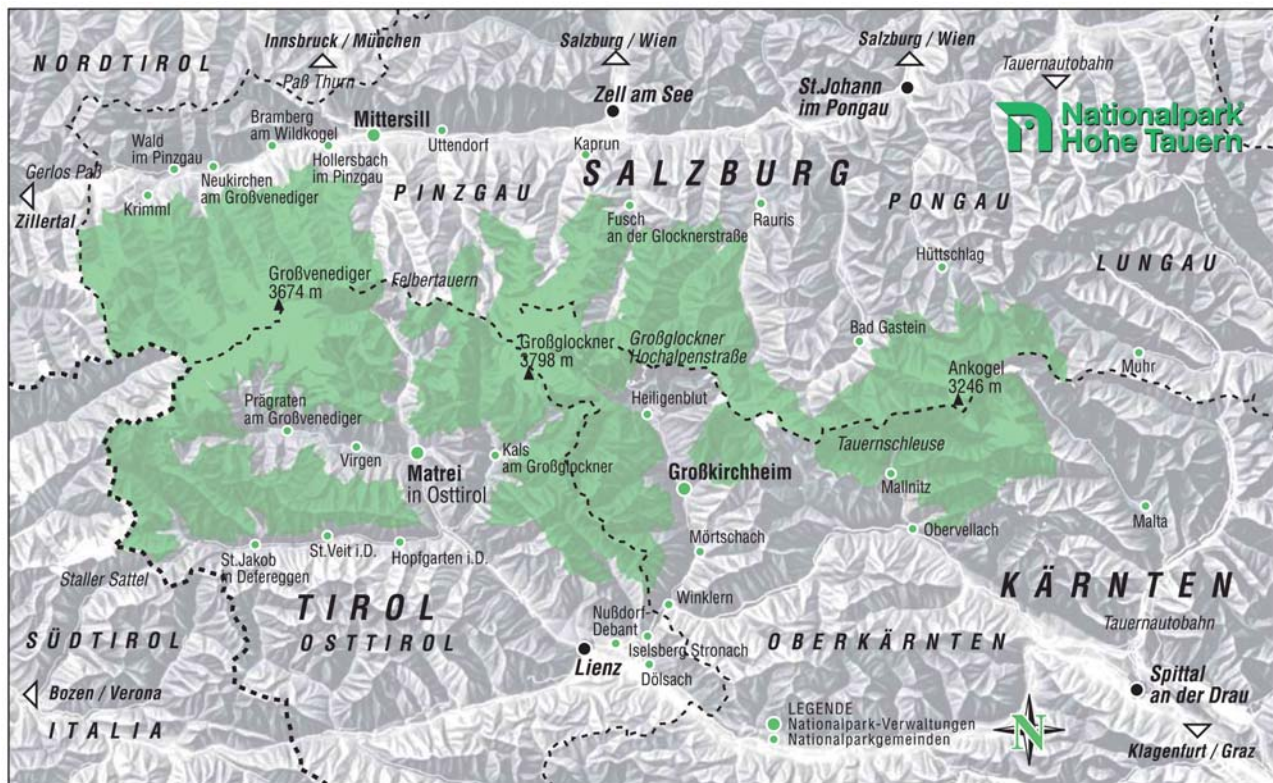 Innsbruck / München
Salzburg / Wien
Salzburg / Wien
Tauernautobahn
NORDTIROL
Paß Thurn
Zell am See
St.Johann
im Pongau
Nationalpark
Hohe Tauern
Bramberg
am Wildkogel
Mittersill
Uttendorf
Wald
im Pinzgau
Hollersbach
im Pinzgau
Kaprun
Gerlos Paß
Neukirchen
am Großvenediger
PINZGAU
SALZBURG
PONGAU
Zillertal
Krimml
Fusch
an der Glocknerstraße
Rauris
Hüttschlag
LUNGAU
Großvenediger
3674 m
Felbertauern
Großglockner
3798 m
Großglockner
Hochalpenstraße
Bad Gastein
Ankogel
3246 m
Muhr
Prägraten
am Großvenediger
Heiligenblut
Virgen
Matrei
in Osttirol
Kals
am Großglockner
Tauernschleuse
Großkirchheim
Mallnitz
Malta
Obervellach
Mörtschach
St.Jakob
in Defereggen
St.Veit i.D.
Hopfgarten i.D.
Staller Sattel
TIROL
OSTTIROL
Winklern
KÄRNTEN
Tauernautobahn
SÜDTIROL
Nußdorf-
Debant
Iselsberg Stronach
OBERKÄRNTEN
Lienz
Dölsach
Bozen / Verona
ITALIA
Spittal
an der Drau
LEGENDE
Nationalpark-Verwaltungen
Nationalparkgemeinden
N
Klagenfurt / Graz